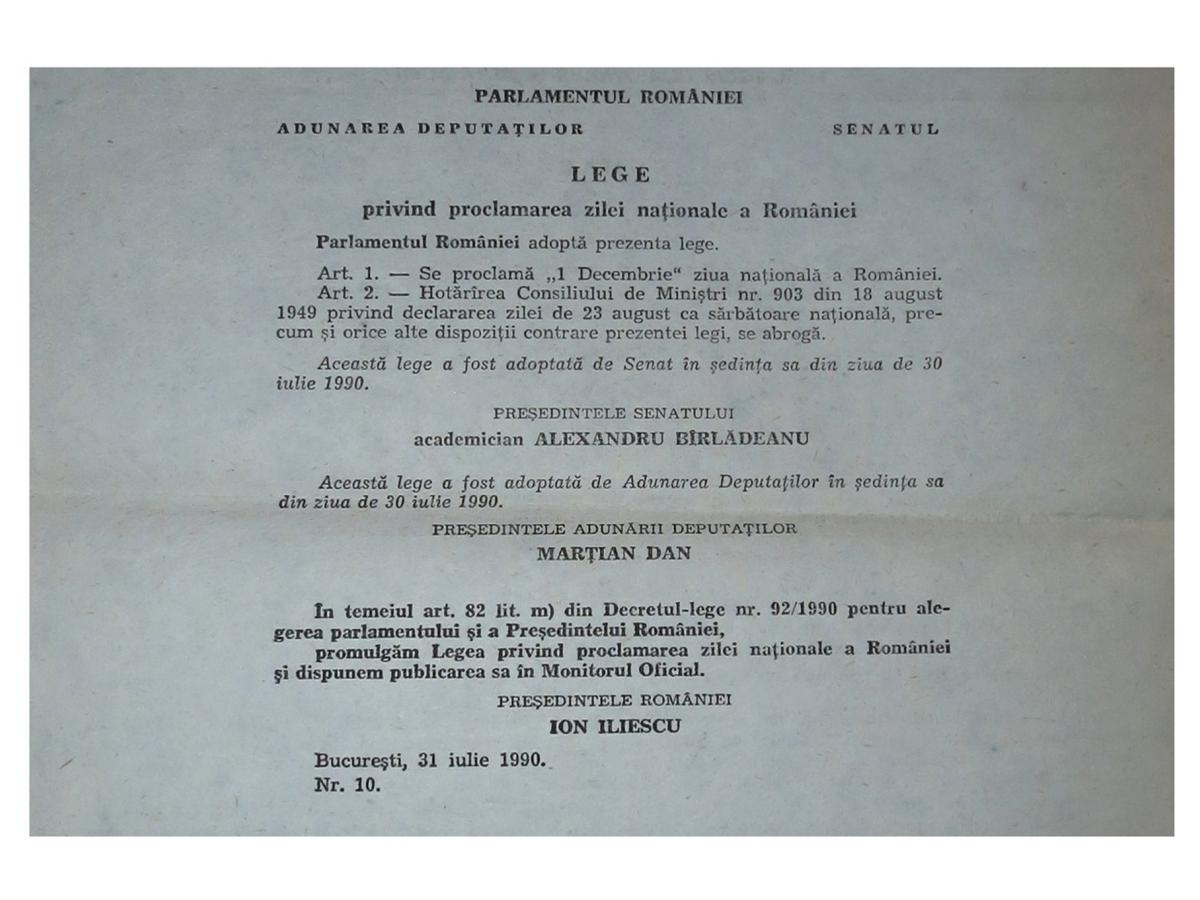 PARLAMENTUL ROMÂNIEI
ADUNAREA DEPUTAŢILOR SENATUL
LEGE
privind proclamarea zilei naţionale a României
Parlamentul României adoptă prezenta lege.
Art. 1. — Se proclamă „1 Decembrie“ ziua naţională a României.
Art. 2. — Hotărîrea Consiliului de Miniştri nr. 903 din 18 august
1949 privind declararea zilei de 23 august ca sărbătoare naţională, pre-
cum şi orice alte dispoziţii contrare prezentei legi, se abrogă.
Această lege a fost adoptată de Senat în şedinţa sa din ziua de 30
iulie 1990.
PREŞEDINTELE SENATULUI
academician ALEXANDRU BÎRLĂDEANU
Această lege a fost adoptată de Adunarea Deputaţilor în şedinţa sa
din ziua de 30 iulie 1990.
PREŞEDINTELE ADUNĂRII DEPUTAŢILOR
MARŢIAN DAN
În temeiul art. 82 lit. m) din Decretul-lege nr. 92/1990 pentru ale-
gerea parlamentului şi a Preşedintelui României,
promulgăm Legea privind proclamarea zilei naţionale a României
şi dispunem publicarea sa în Monitorul Oficial.
PREŞEDINTELE ROMÂNIEI
ION ILIESCU
Bucureşti, 31 iulie 1990.
Nr. 10.